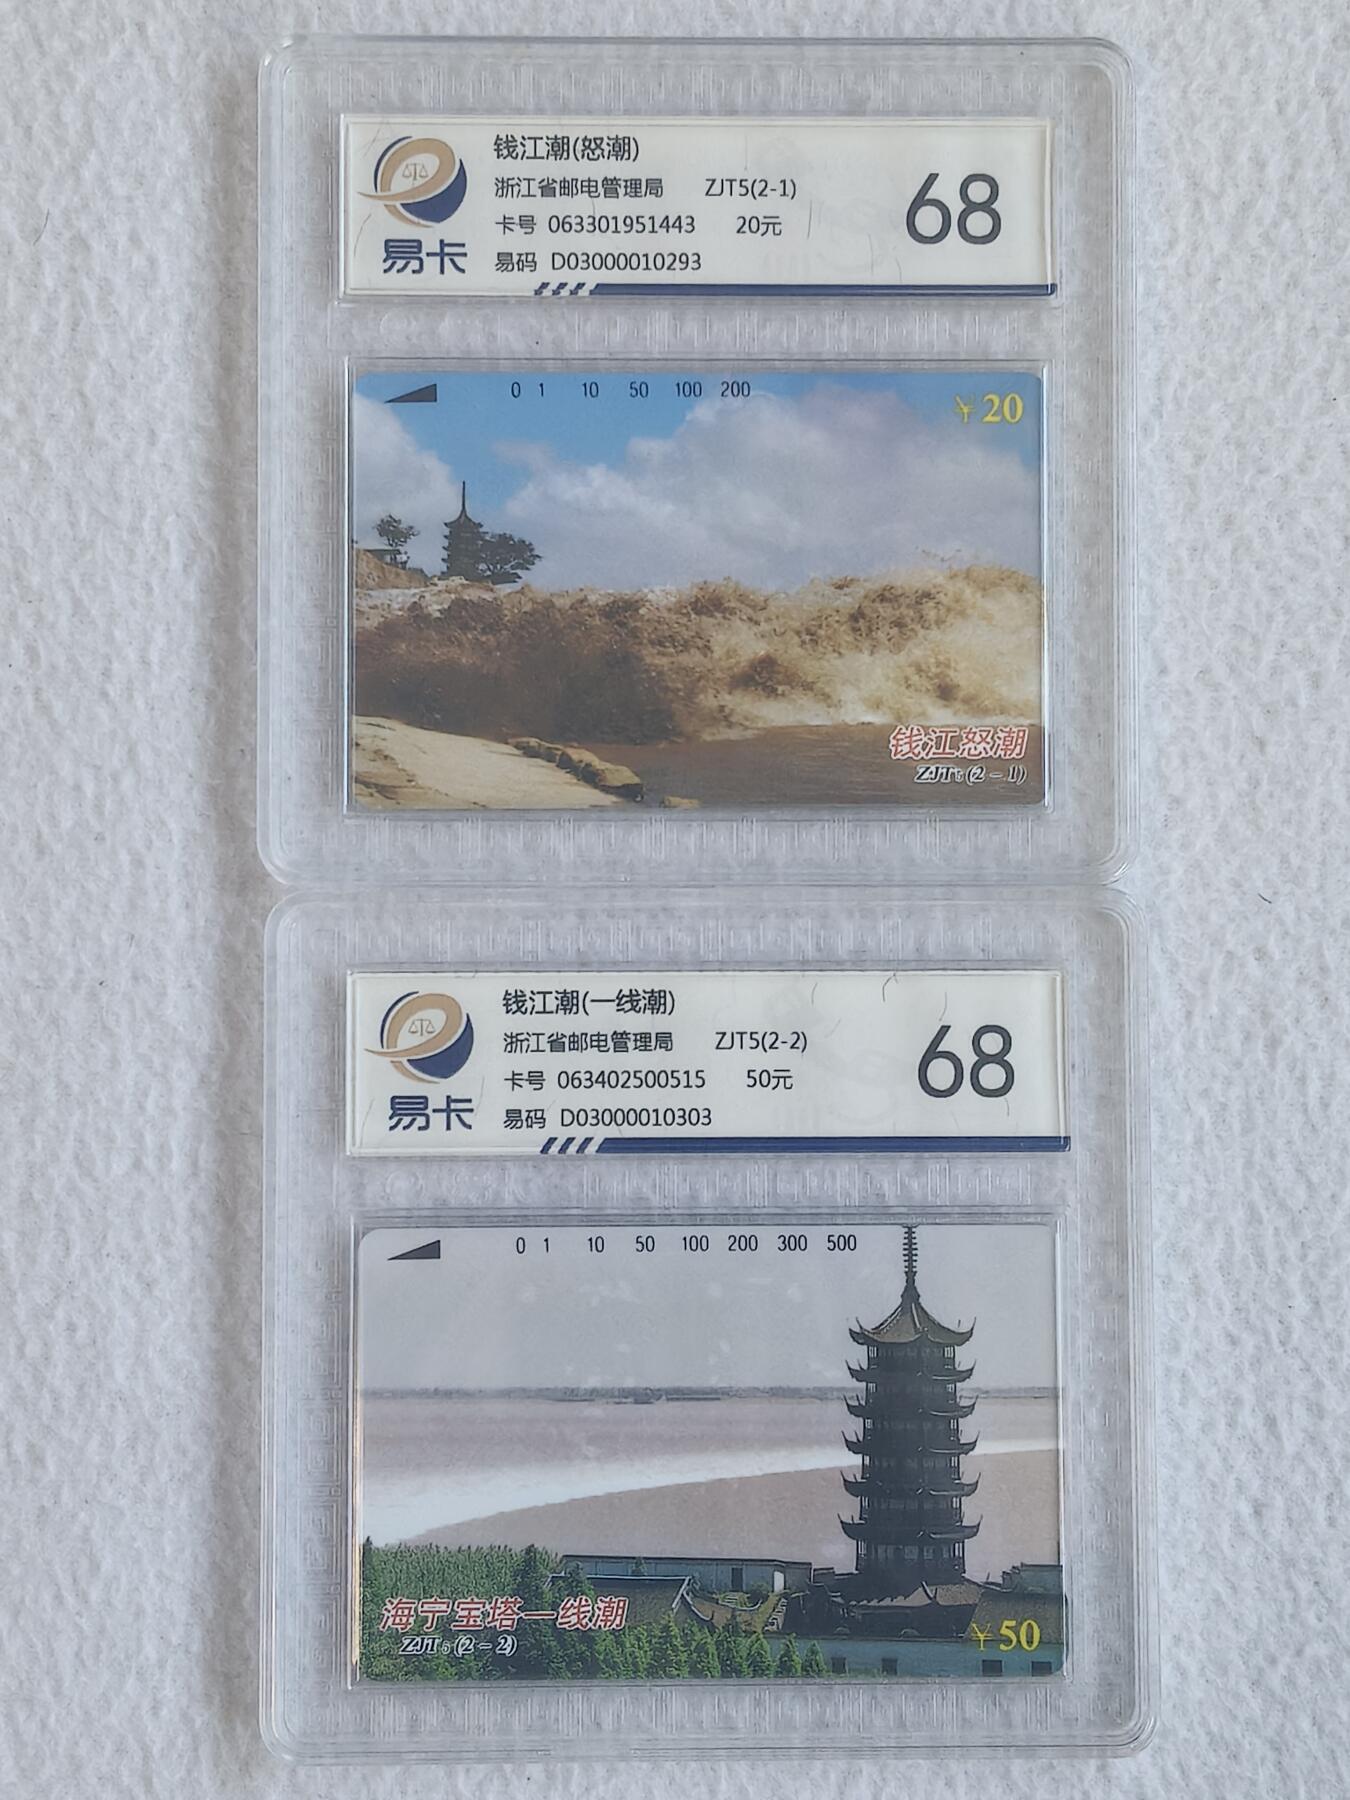 钱江潮(怒潮)
浙江省邮电管理局 ZJT5(2-1)
卡号 063301951443 20元
易码 D03000010293
易卡
68
0 1 10 50 100 200
¥20
钱江怒潮
ZJT5(2-1)
钱江潮(一线潮)
浙江省邮电管理局 ZJT5(2-2)
卡号 063402500515 50元
易码 D03000010303
易卡
68
0 1 10 50 100 200 300 500
海宁宝塔一线潮
ZJT5(2-2)
¥50